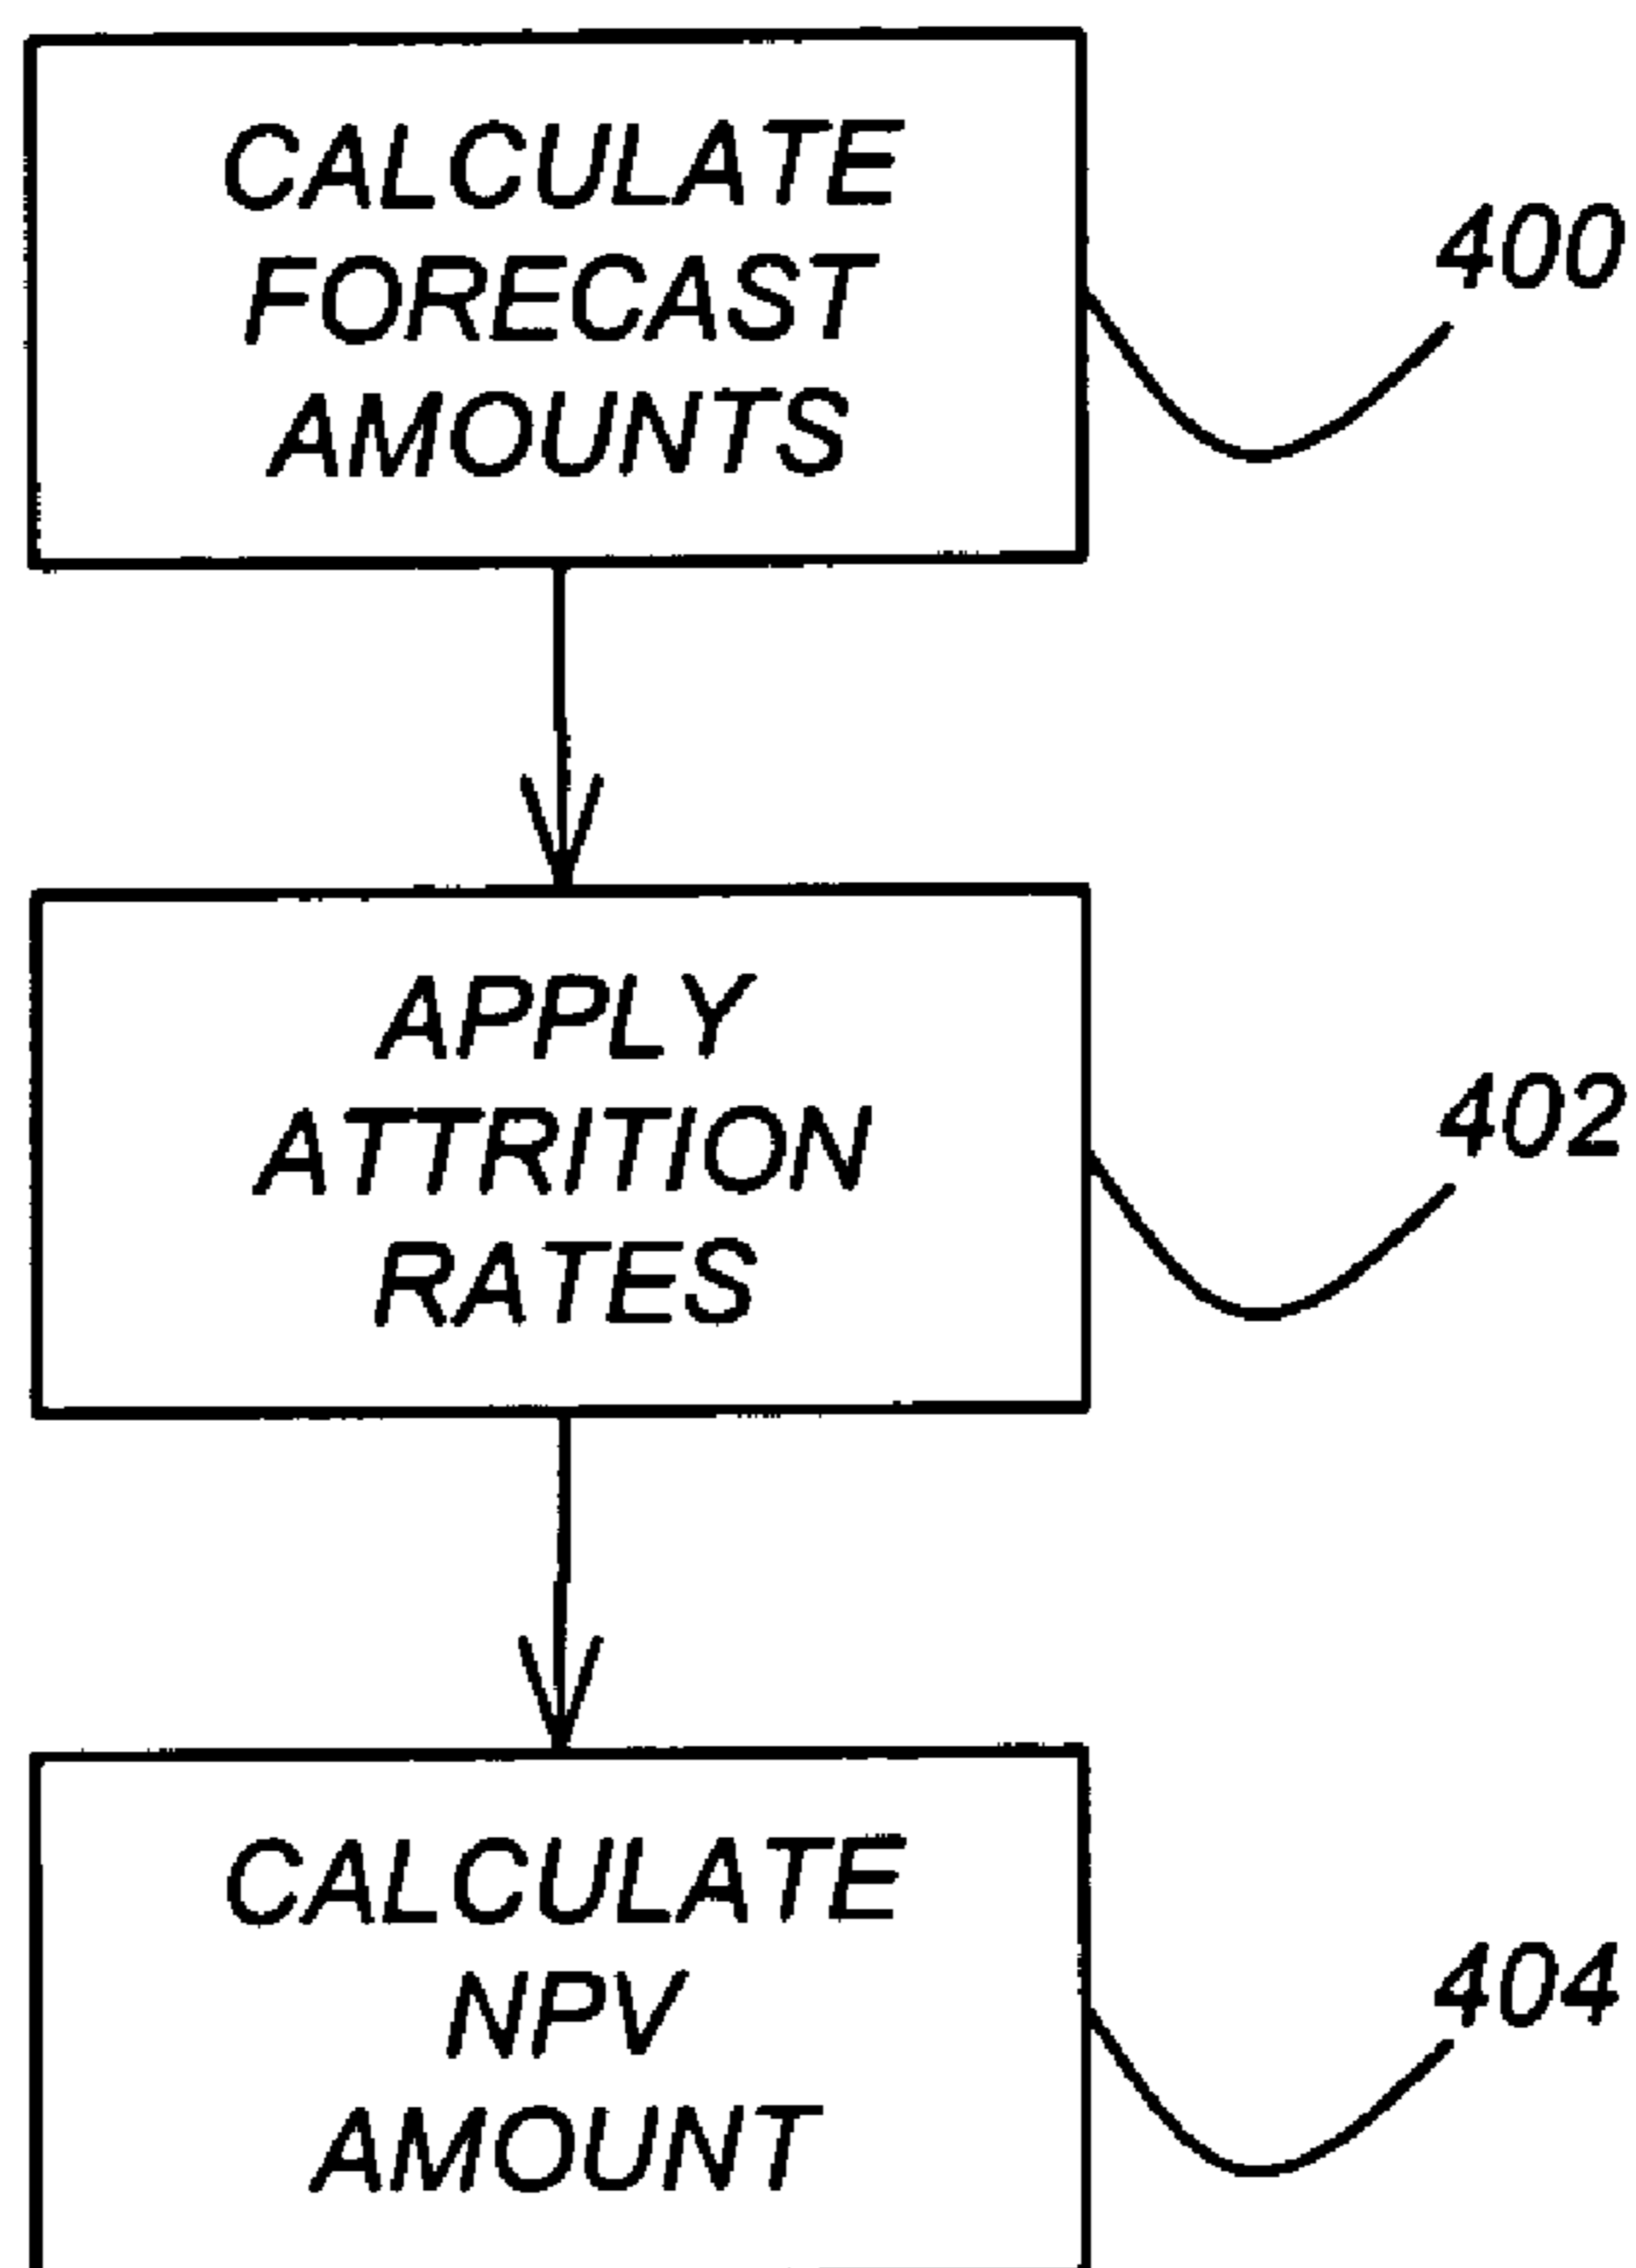 CALCULATE
FORECAST
AMOUNTS
400
APPLY
ATTRITION
RATES
402
CALCULATE
NPV
AMOUNT
404